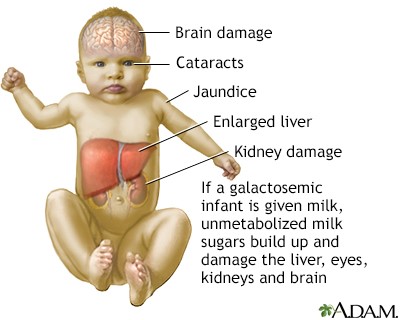 Brain damage
Cataracts
Jaundice
Enlarged liver
Kidney damage
If a galactosemic
infant is given milk,
unmetabolized milk
sugars build up and
damage the liver, eyes,
kidneys and brain
ADAM.